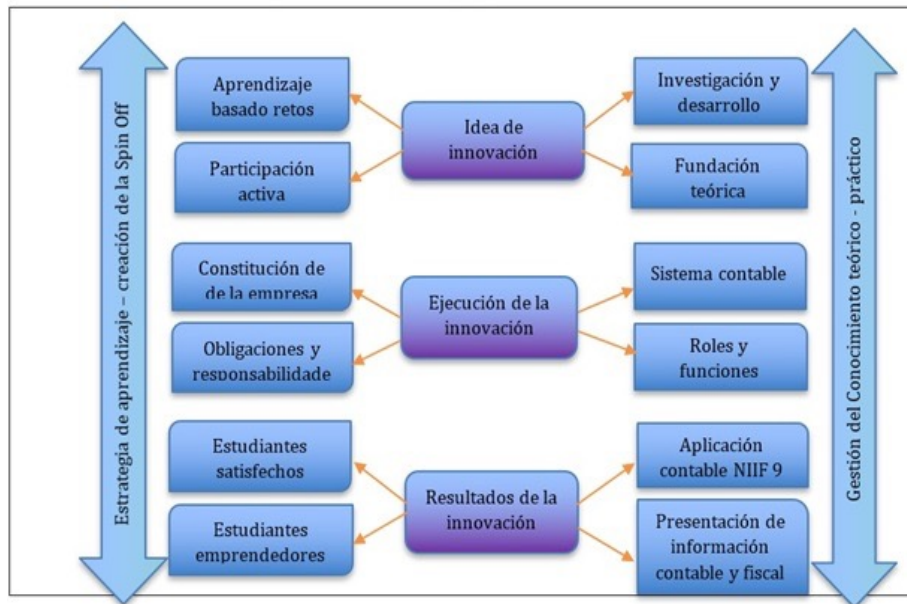 Estrategia de aprendizaje – creación de la Spin Off
Aprendizaje
basado retos
Participación
activa
Idea de
innovación
Investigación y
desarrollo
Fundación
teórica
Constitución de
de la empresa
Obligaciones y
responsabilidade
Ejecución de la
innovación
Sistema contable
Roles y
funciones
Estudiantes
satisfechos
Estudiantes
emprendedores
Resultados de la
innovación
Aplicación
contable NIIF 9
Presentación de
información
contable y fiscal
Gestión del Conocimiento teórico - práctico